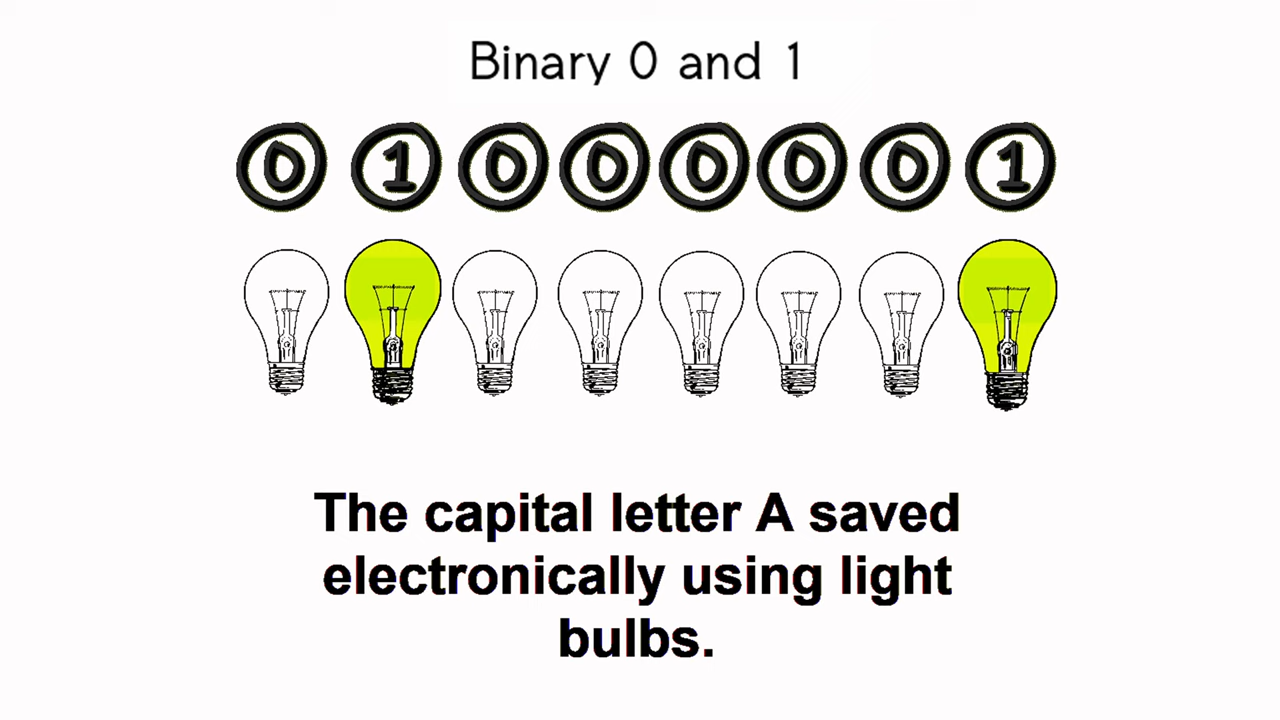 Binary 0 and 1
0 1 0 0 0 0 0 1
The capital letter A saved
electronically using light
bulbs.